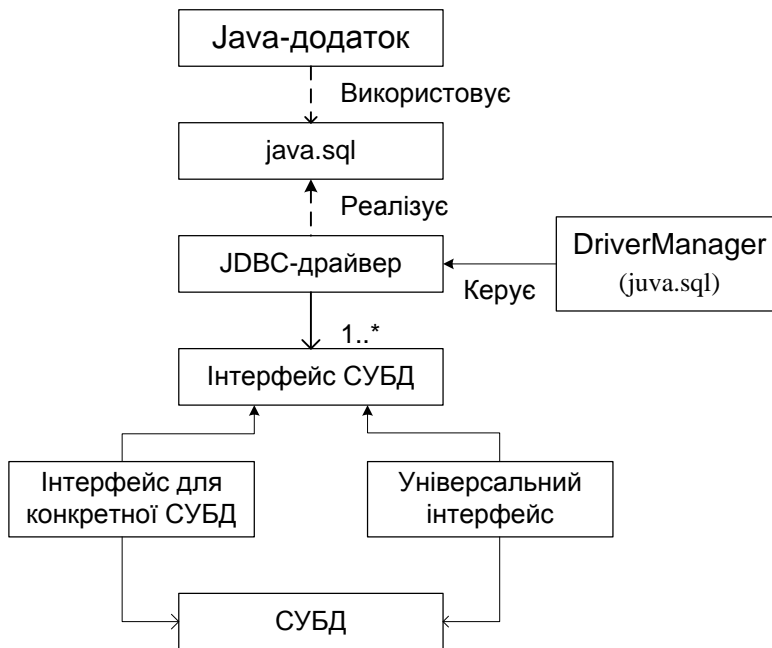 Java-додаток
Використовує
java.sql
Реалізує
JDBC-драйвер
DriverManager
(juva.sql)
Керує
1..*
Інтерфейс СУБД
Інтерфейс для
конкретної СУБД
Універсальний
інтерфейс
СУБД